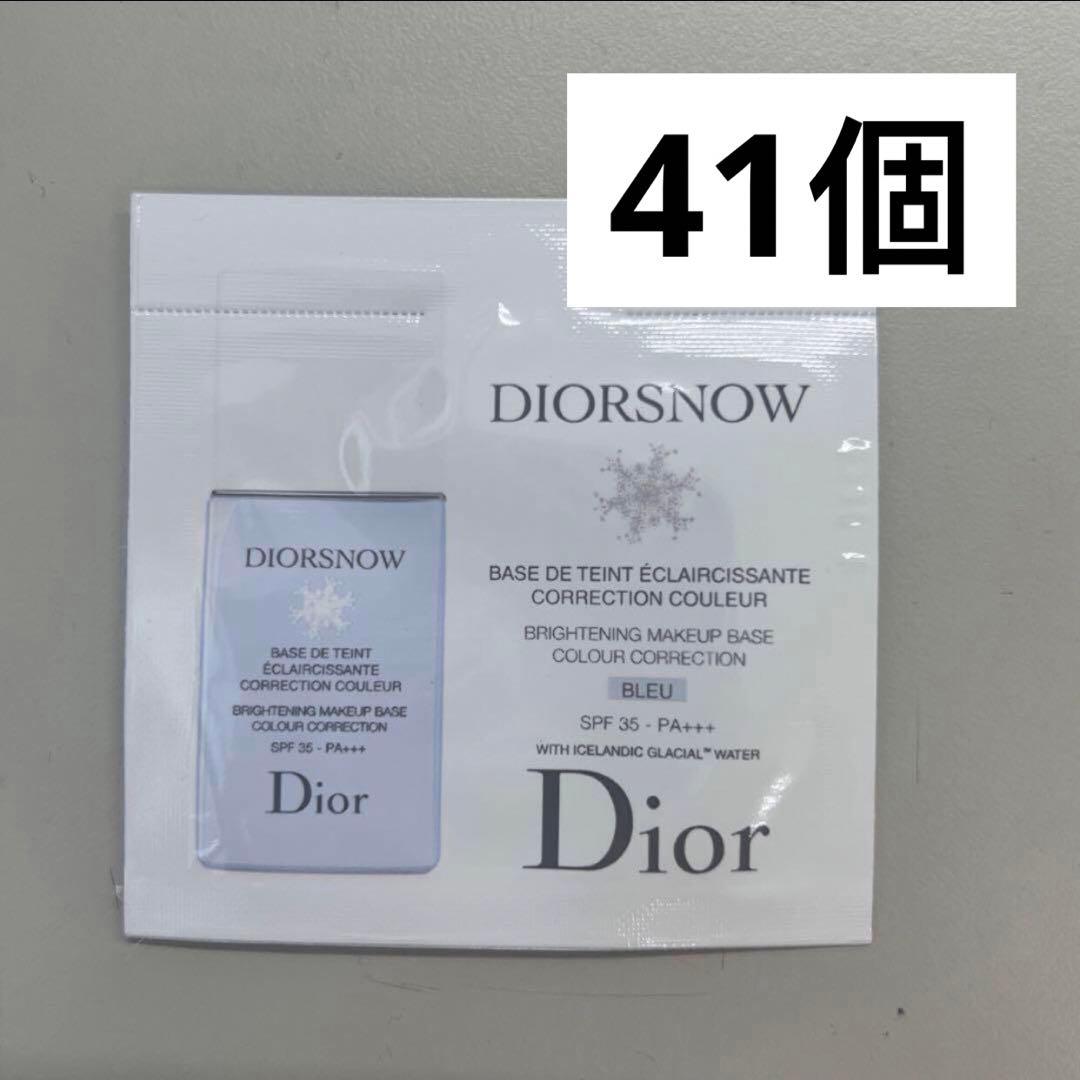 41個
DIORSNOW
BASE DE TEINT ÉCLAIRCISSANTE
CORRECTION COULEUR
BRIGHTENING MAKEUP BASE
COLOUR CORRECTION
BLEU
SPF 35 - PA+++
WITH ICELANDIC GLACIAL™ WATER
Dior
DIORSNOW
BASE DE TEINT
ÉCLAIRCISSANTE
CORRECTION COULEUR
BRIGHTENING MAKEUP BASE
COLOUR CORRECTION
SPF 35 - PA+++
Dior